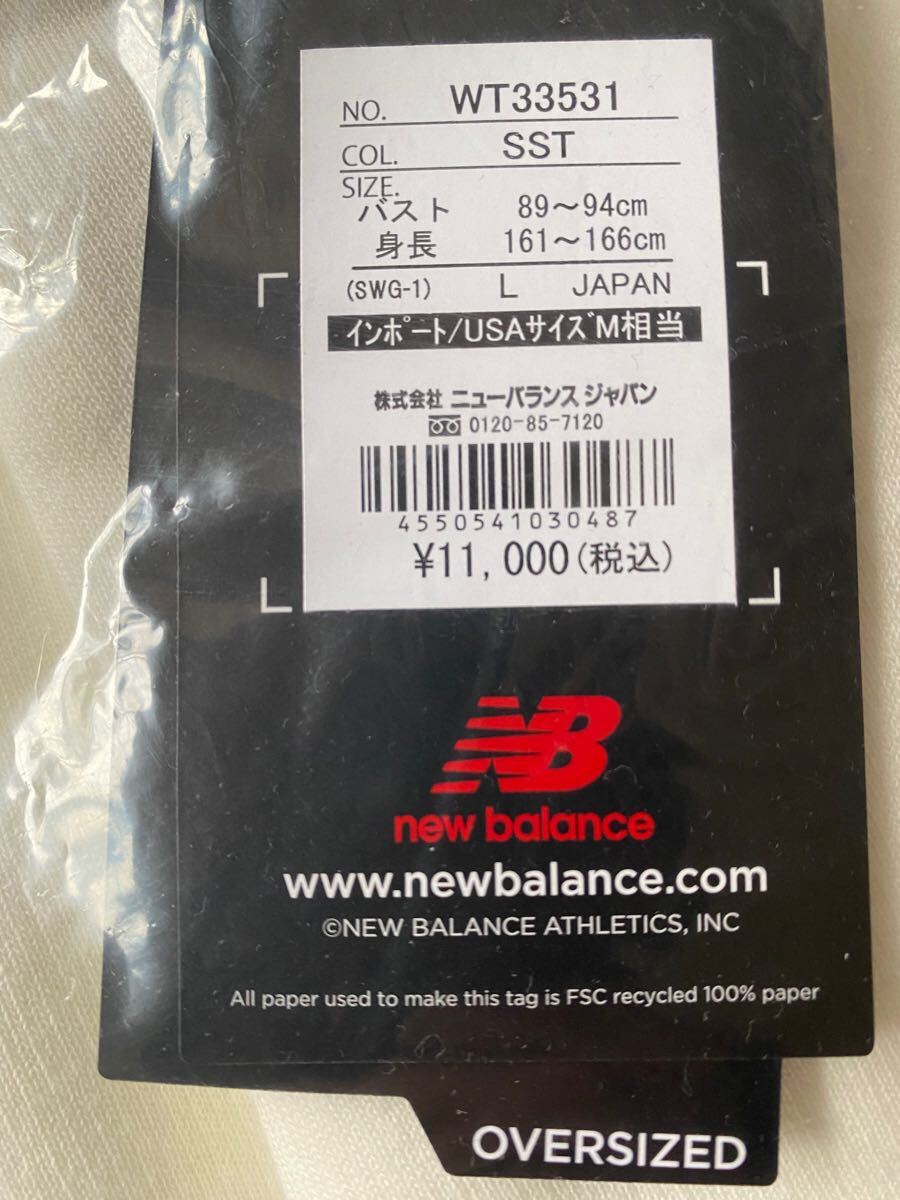 NO. WT33531
COL. SST
SIZE.
バスト 89～94cm
身長 161～166cm
(SWG-1) L JAPAN
インポート/USAサイズM相当
株式会社 ニューバランス ジャパン
0120-85-7120
4550541030487
¥11,000(税込)
NB
new balance
www.newbalance.com
©NEW BALANCE ATHLETICS, INC
All paper used to make this tag is FSC recycled 100% paper
OVERSIZED